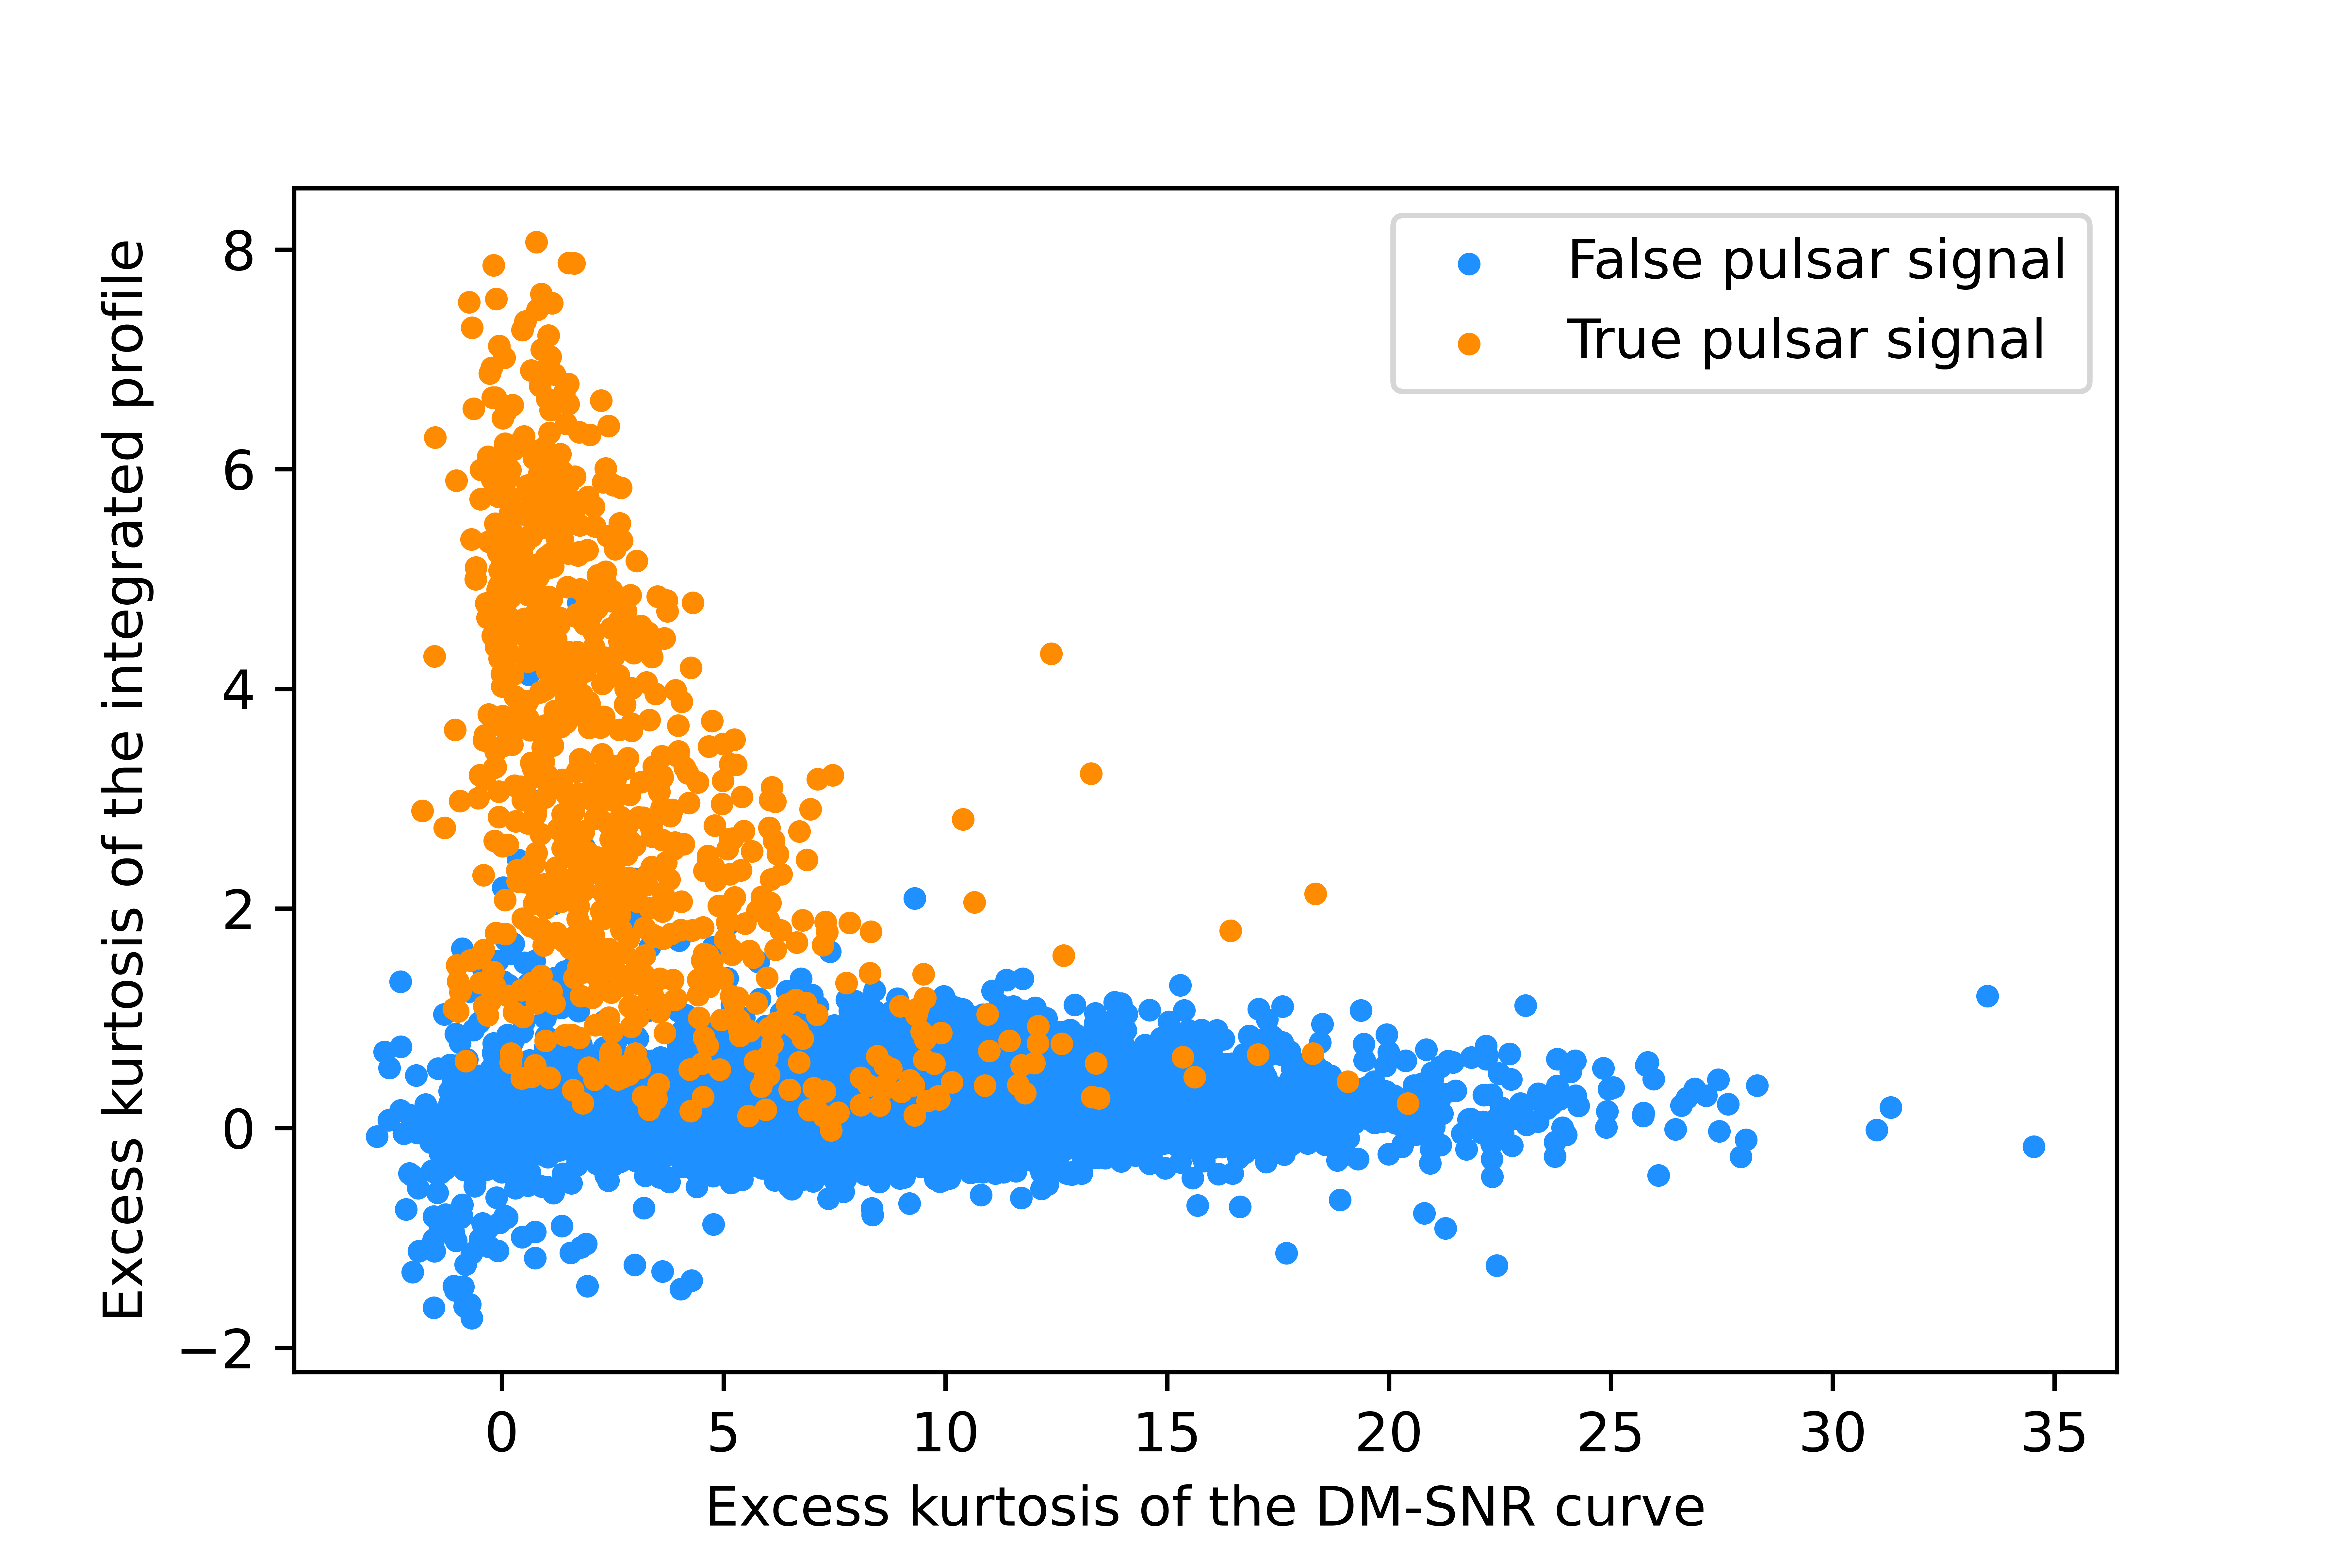 False pulsar signal
True pulsar signal
Excess kurtosis of the integrated profile
8
6
4
2
0
−2
0 5 10 15 20 25 30 35
Excess kurtosis of the DM-SNR curve